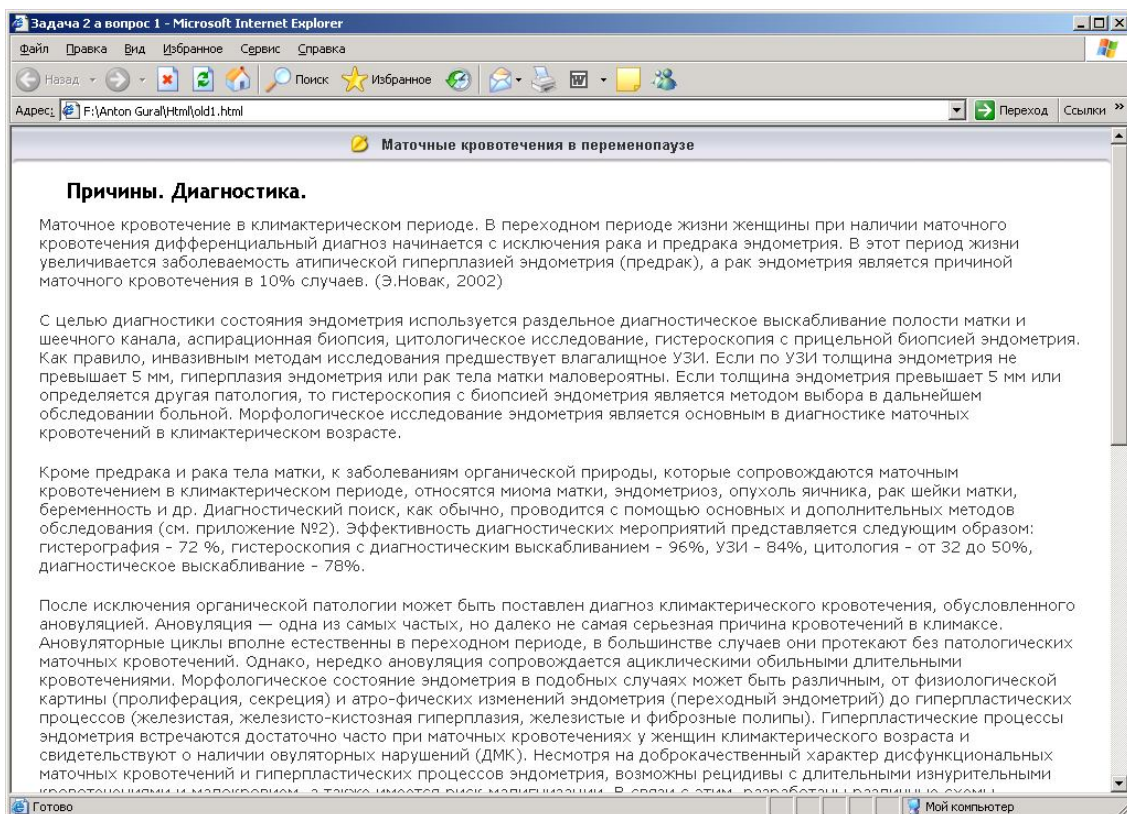 Задача 2 а вопрос 1 - Microsoft Internet Explorer
Файл Правка Вид Избранное Сервис Справка
Назад Поиск Избранное
Адрес: F:\Anton Gural\Html\old1.html Переход Ссылки »
Маточные кровотечения в переменопаузе
Причины. Диагностика.
Маточное кровотечение в климактерическом периоде. В переходном периоде жизни женщины при наличии маточного
кровотечения дифференциальный диагноз начинается с исключения рака и предрака эндометрия. В этот период жизни
увеличивается заболеваемость атипической гиперплазией эндометрия (предрак), а рак эндометрия является причиной
маточного кровотечения в 10% случаев. (Э.Новак, 2002)
С целью диагностики состояния эндометрия используется раздельное диагностическое выскабливание полости матки и
шеечного канала, аспирационная биопсия, цитологическое исследование, гистероскопия с прицельной биопсией эндометрия.
Как правило, инвазивным методам исследования предшествует влагалищное УЗИ. Если по УЗИ толщина эндометрия не
превышает 5 мм, гиперплазия эндометрия или рак тела матки маловероятны. Если толщина эндометрия превышает 5 мм или
определяется другая патология, то гистероскопия с биопсией эндометрия является методом выбора в дальнейшем
обследовании больной. Морфологическое исследование эндометрия является основным в диагностике маточных
кровотечений в климактерическом возрасте.
Кроме предрака и рака тела матки, к заболеваниям органической природы, которые сопровождаются маточным
кровотечением в климактерическом периоде, относятся миома матки, эндометриоз, опухоль яичника, рак шейки матки,
беременность и др. Диагностический поиск, как обычно, проводится с помощью основных и дополнительных методов
обследования (см. приложение №2). Эффективность диагностических мероприятий представляется следующим образом:
гистерография - 72 %, гистероскопия с диагностическим выскабливанием - 96%, УЗИ - 84%, цитология - от 32 до 50%,
диагностическое выскабливание - 78%.
После исключения органической патологии может быть поставлен диагноз климактерического кровотечения, обусловленного
ановуляцией. Ановуляция — одна из самых частых, но далеко не самая серьезная причина кровотечений в климаксе.
Ановуляторные циклы вполне естественны в переходном периоде, в большинстве случаев они протекают без патологических
маточных кровотечений. Однако, нередко ановуляция сопровождается ациклическими обильными длительными
кровотечениями. Морфологическое состояние эндометрия в подобных случаях может быть различным, от физиологической
картины (пролиферация, секреция) и атро-фических изменений эндометрия (переходный эндометрий) до гиперпластических
процессов (железистая, железисто-кистозная гиперплазия, железистые и фиброзные полипы). Гиперпластические процессы
эндометрия встречаются достаточно часто при маточных кровотечениях у женщин климактерического возраста и
свидетельствуют о наличии овуляторных нарушений (ДМК). Несмотря на доброкачественный характер дисфункциональных
маточных кровотечений и гиперпластических процессов эндометрия, возможны рецидивы с длительными изнурительными
кровотечениями и малокровием, а также имеется риск малигнизации. В связи с этим, разработаны различные схемы
Готово Мой компьютер